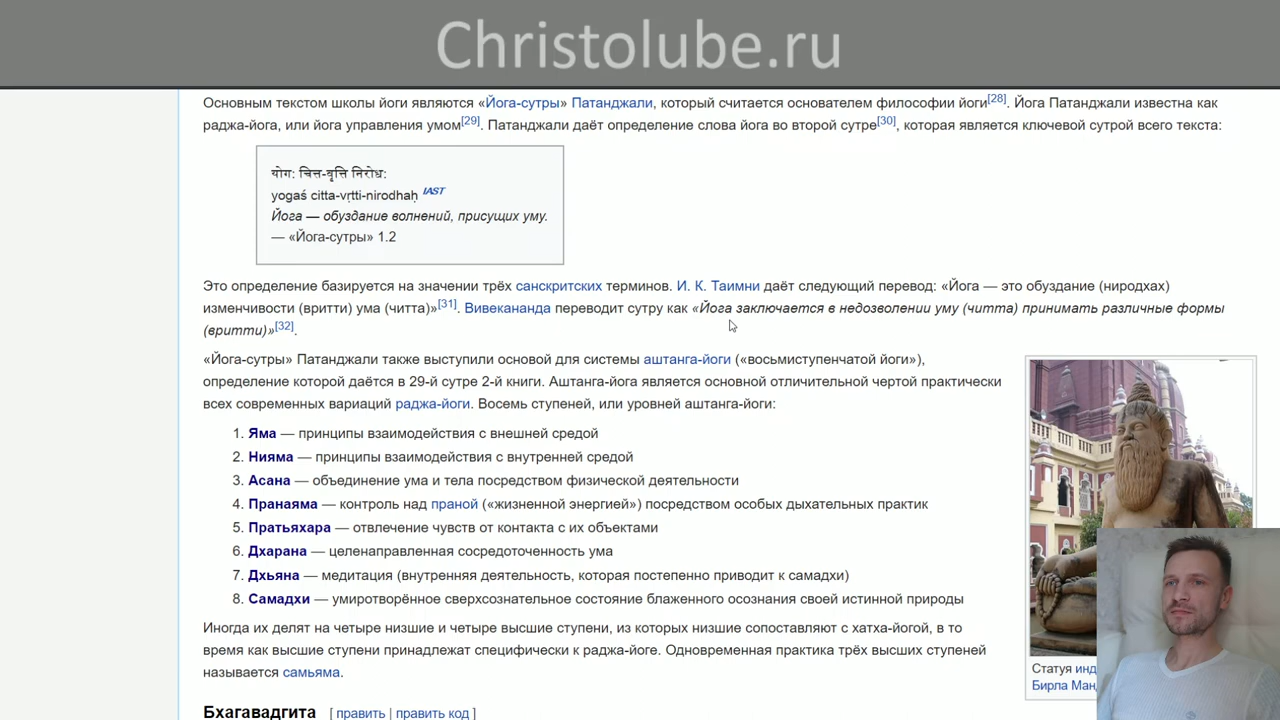 Christolube.ru
Основным текстом школы йоги являются «Йога-сутры» Патанджали, который считается основателем философии йоги[28]. Йога Патанджали известна как
раджа-йога, или йога управления умом[29]. Патанджали даёт определение слова йога во второй сутре[30], которая является ключевой сутрой всего текста:
योग: चित्त-वृत्ति निरोध:
yogaś citta-vṛtti-nirodhaḥ IAST
Йога — обуздание волнений, присущих уму.
— «Йога-сутры» 1.2
Это определение базируется на значении трёх санскритских терминов. И. К. Таимни даёт следующий перевод: «Йога — это обуздание (ниродхах)
изменчивости (вритти) ума (читта)»[31]. Вивекананда переводит сутру как «Йога заключается в недозволении уму (читта) принимать различные формы
(вритти)»[32].
«Йога-сутры» Патанджали также выступили основой для системы аштанга-йоги («восьмиступенчатой йоги»),
определение которой даётся в 29-й сутре 2-й книги. Аштанга-йога является основной отличительной чертой практически
всех современных вариаций раджа-йоги. Восемь ступеней, или уровней аштанга-йоги:
1. Яма — принципы взаимодействия с внешней средой
2. Нияма — принципы взаимодействия с внутренней средой
3. Асана — объединение ума и тела посредством физической деятельности
4. Пранаяма — контроль над праной («жизненной энергией») посредством особых дыхательных практик
5. Пратьяхара — отвлечение чувств от контакта с их объектами
6. Дхарана — целенаправленная сосредоточенность ума
7. Дхьяна — медитация (внутренняя деятельность, которая постепенно приводит к самадхи)
8. Самадхи — умиротворённое сверхсознательное состояние блаженного осознания своей истинной природы
Иногда их делят на четыре низшие и четыре высшие ступени, из которых низшие сопоставляют с хатха-йогой, в то
время как высшие ступени принадлежат специфически к раджа-йоге. Одновременная практика трёх высших ступеней
называется самьяма.
Статуя
Бирла
Бхагавадгита [ править | править код ]